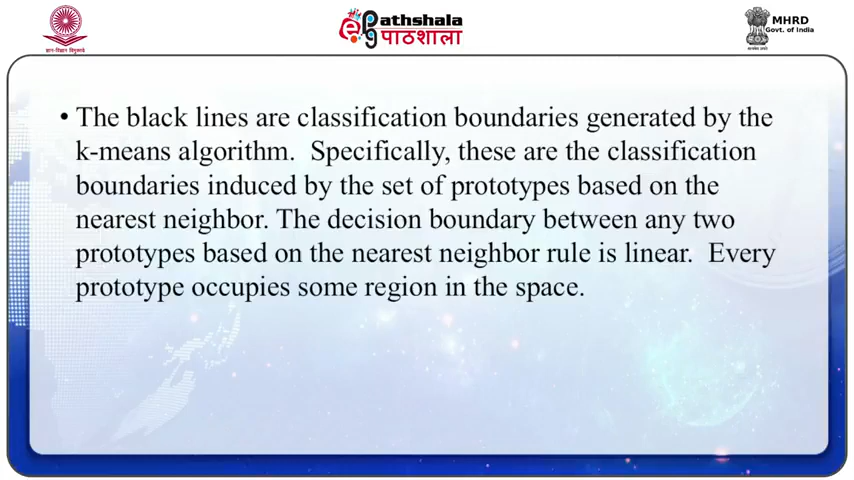 ePathshala
पाठशाला
MHRD
Govt. of India
• The black lines are classification boundaries generated by the
k-means algorithm.  Specifically, these are the classification
boundaries induced by the set of prototypes based on the
nearest neighbor. The decision boundary between any two
prototypes based on the nearest neighbor rule is linear.  Every
prototype occupies some region in the space.